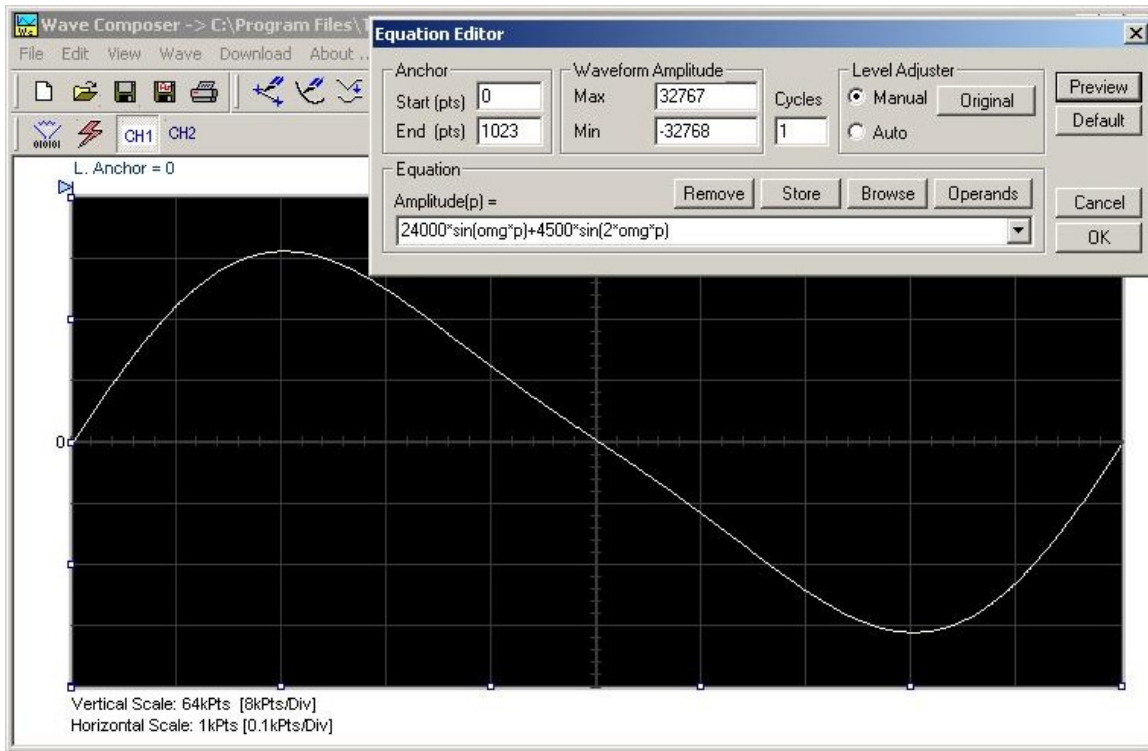 Wave Composer -> C:\Program Files\
File Edit View Wave Download About ..
CH1 CH2
L. Anchor = 0
Equation Editor
Anchor
Start (pts) 0
End (pts) 1023
Waveform Amplitude
Max 32767
Min -32768
Cycles
1
Level Adjuster
Manual
Auto
Original
Preview
Default
Cancel
OK
Equation
Amplitude(p) =
Remove Store Browse Operands
24000*sin(omg*p)+4500*sin(2*omg*p)
0
Vertical Scale: 64kPts [8kPts/Div]
Horizontal Scale: 1kPts [0.1kPts/Div]